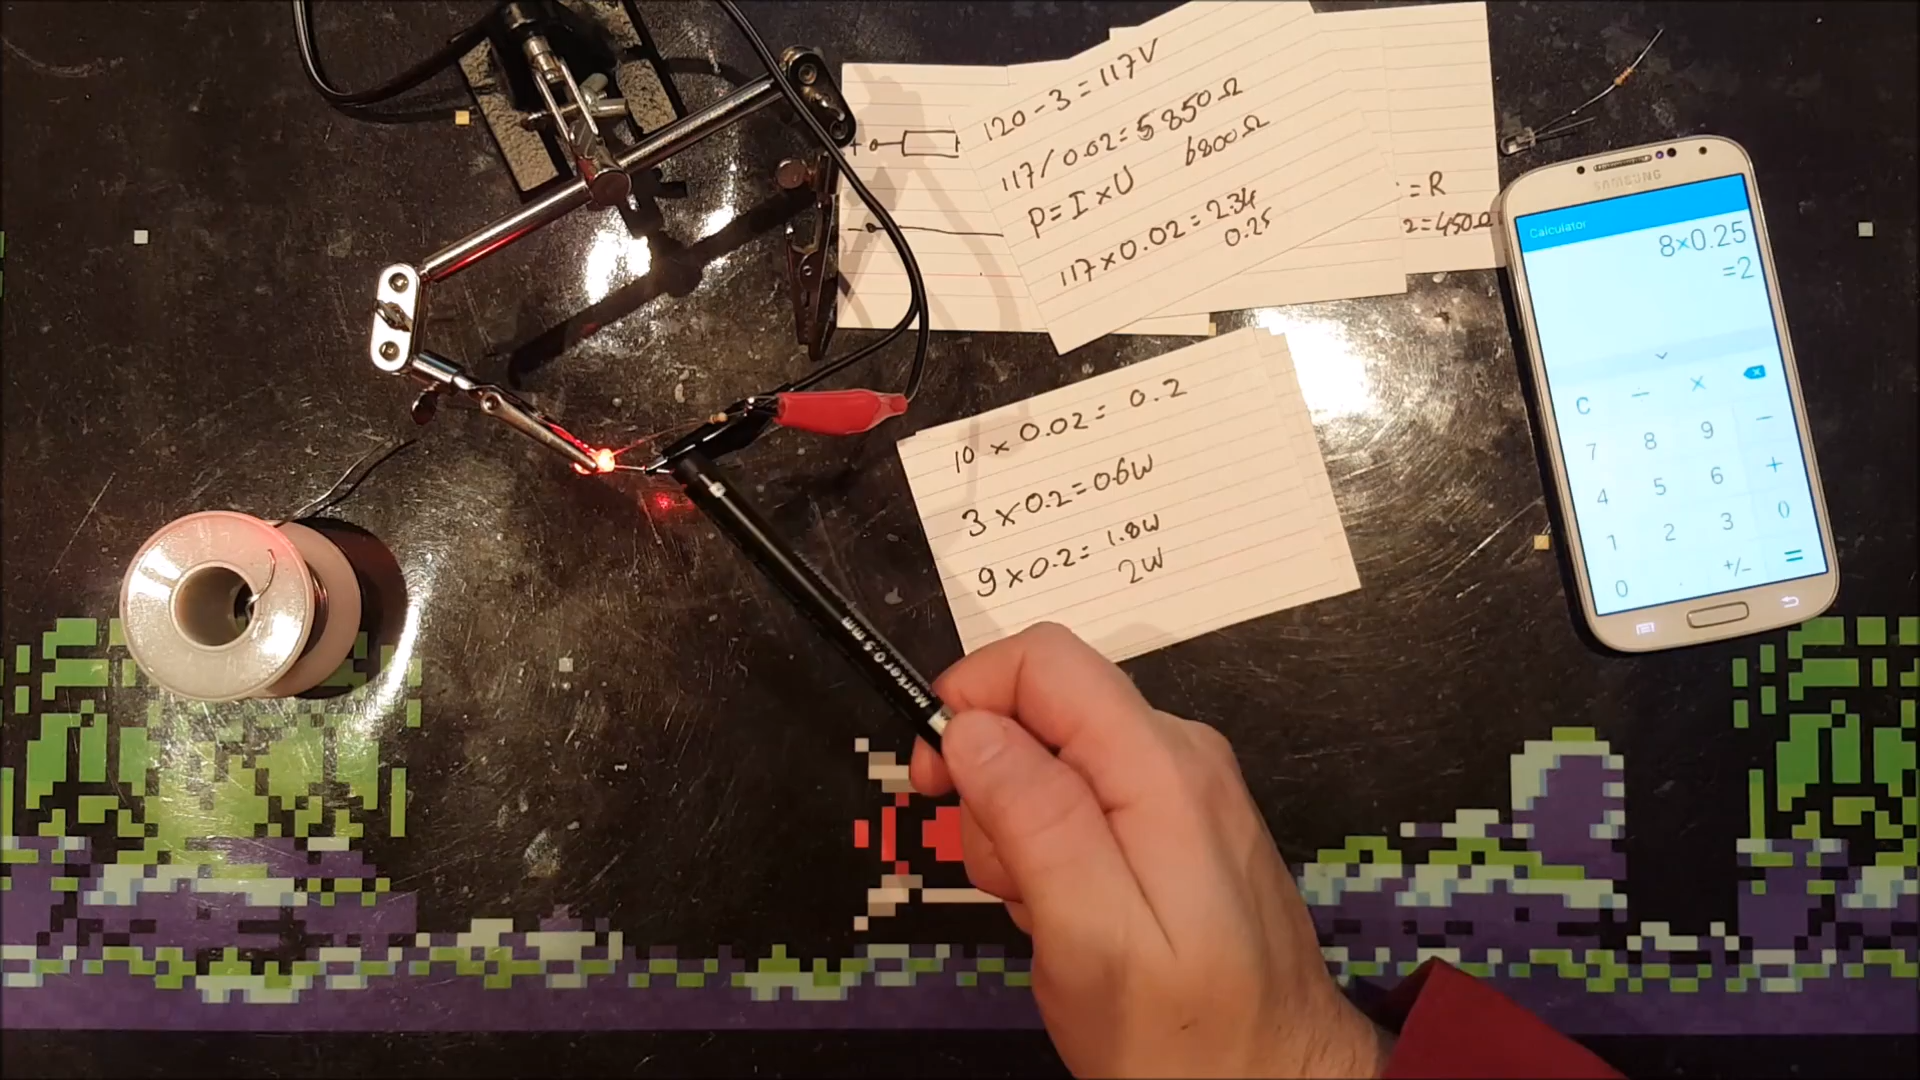 120 - 3 = 117V
117 / 0.02 = 5850 Ω
6800 Ω
P = I × U
117 × 0.02 = 2.34
0.25
+
-
= R
2 = 450Ω
10 × 0.02 = 0.2
3 × 0.2 = 0.6W
9 × 0.2 = 1.8W
2W
Marker 0.5 mm
SAMSUNG
Calculator
8×0.25
=2
C ÷ ×
7 8 9 −
4 5 6 +
1 2 3 ()
0 . +/− =